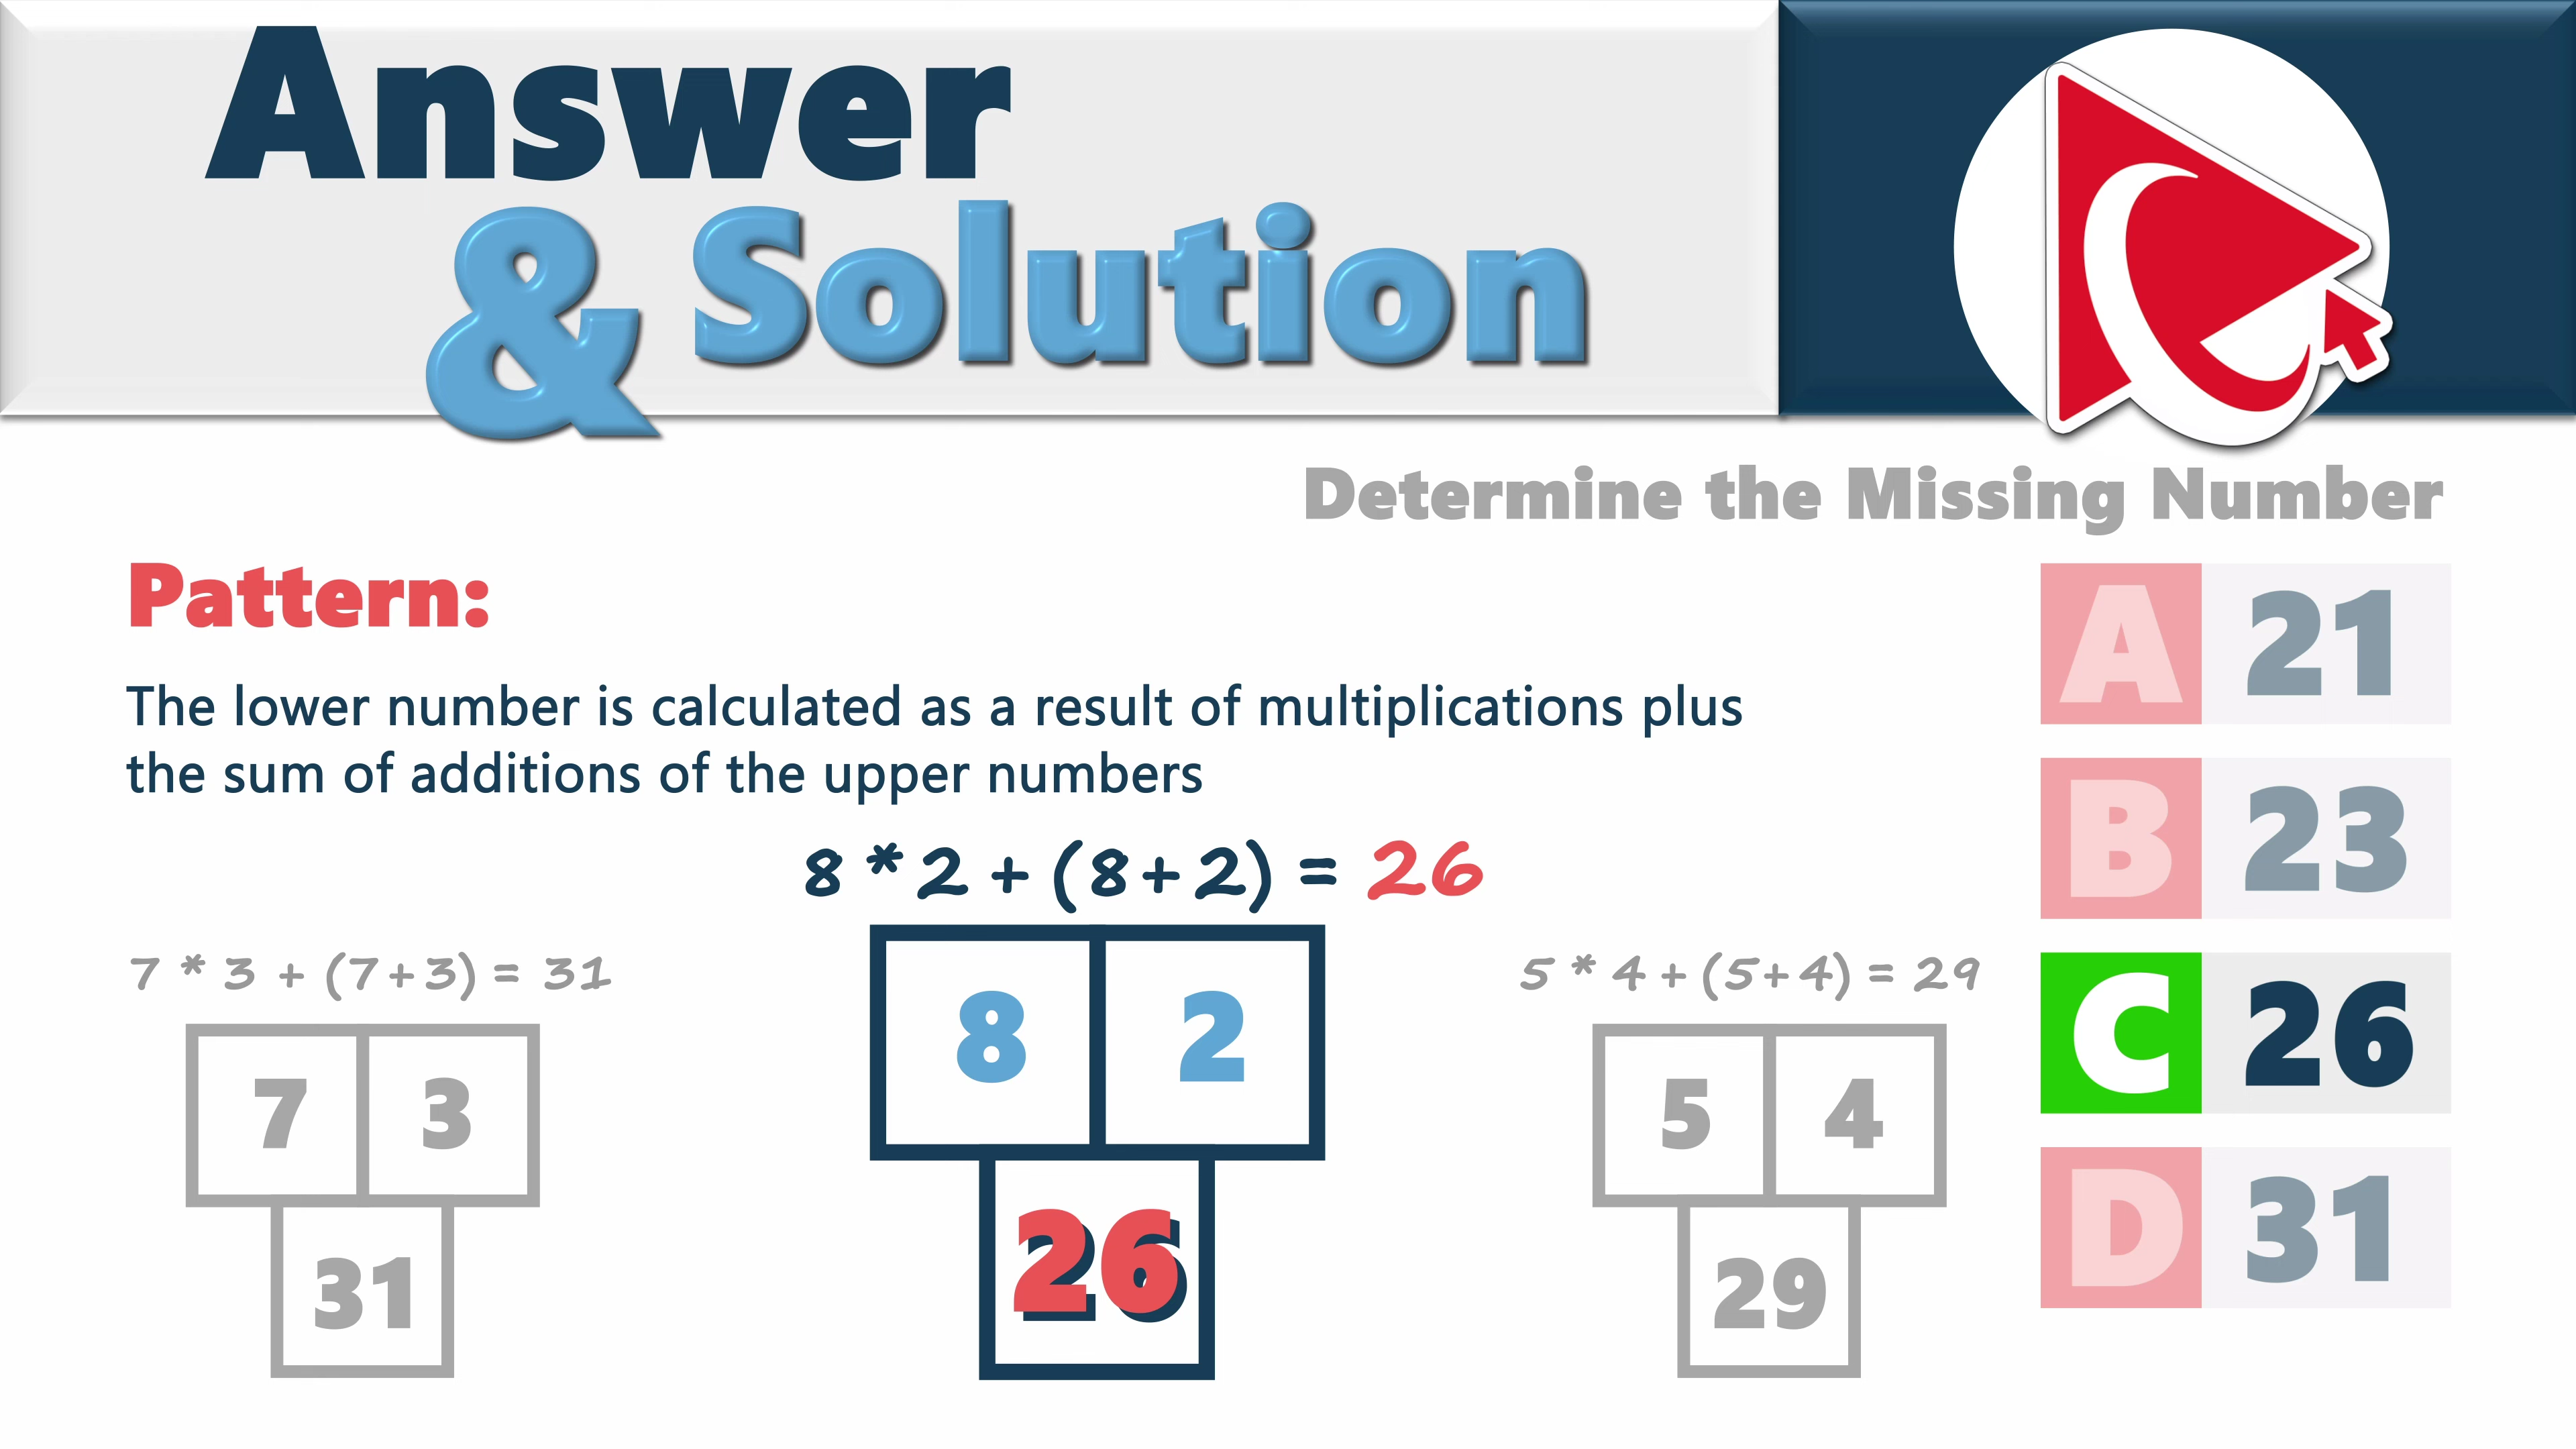 Answer
& Solution
Determine the Missing Number
Pattern:
The lower number is calculated as a result of multiplications plus
the sum of additions of the upper numbers
8 * 2 + (8+2) = 26
7 * 3 + (7+3) = 31
5 * 4 + (5+4) = 29
8 2
26
7 3
31
5 4
29
A 21
B 23
C 26
D 31